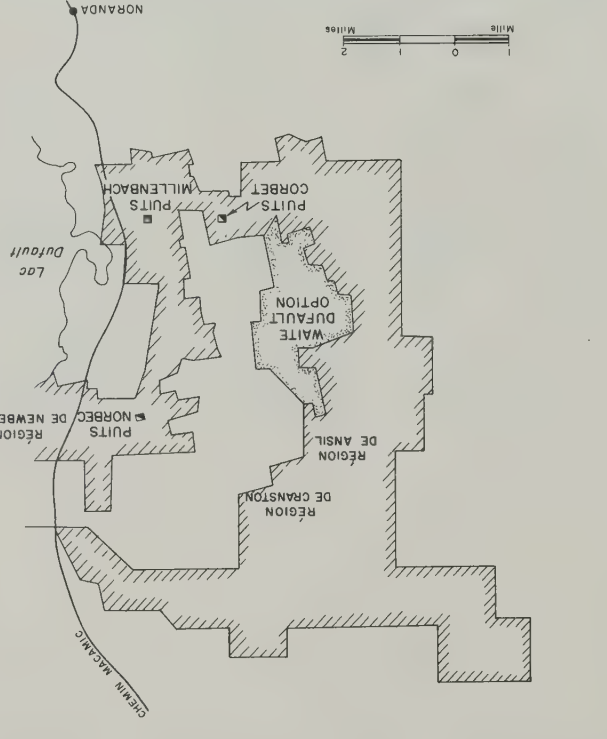 CHEMIN MACAMIC
RÉGION
DE CRANSTON
RÉGION
DE ANSIL
RÉGION
DE NEWBE
PUITS
NORBEC
WAITE
DUFAULT
OPTION
Lac
Dufault
PUITS
CORBET
PUITS
MILLENBACH
1 0 1 2
Mille Milles
NORANDA